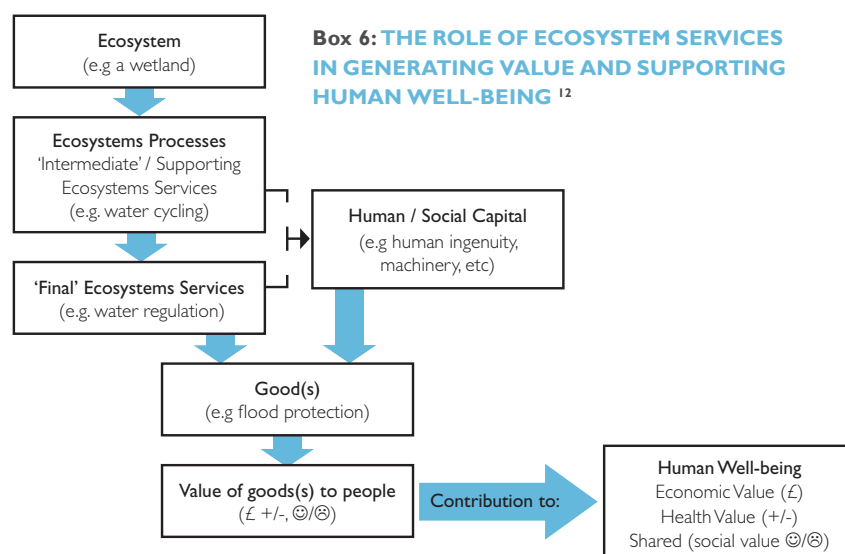 Ecosystem
(e.g a wetland)
Box 6: THE ROLE OF ECOSYSTEM SERVICES
IN GENERATING VALUE AND SUPPORTING
HUMAN WELL-BEING 12
Ecosystems Processes
‘Intermediate’ / Supporting
Ecosystems Services
(e.g. water cycling)
Human / Social Capital
(e.g human ingenuity,
machinery, etc)
‘Final’ Ecosystems Services
(e.g. water regulation)
Good(s)
(e.g flood protection)
Value of goods(s) to people
(£ +/-, ☺/☹)
Contribution to:
Human Well-being
Economic Value (£)
Health Value (+/-)
Shared (social value ☺/☹)